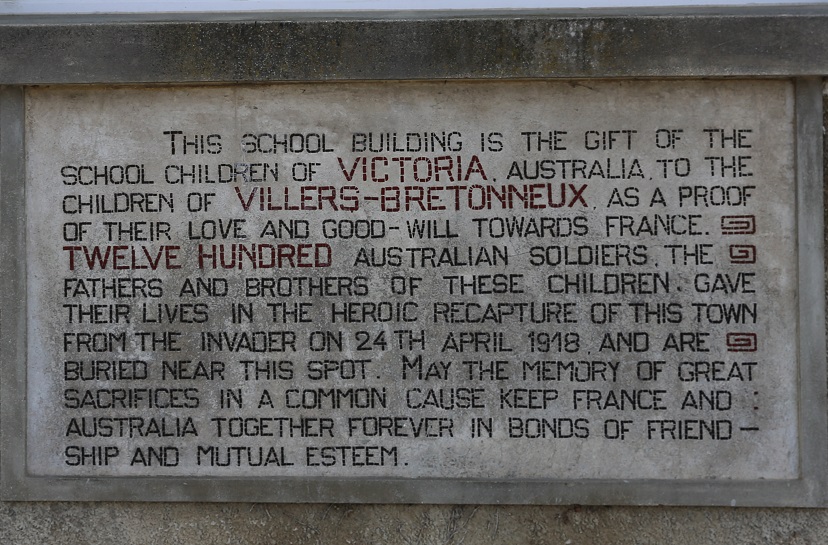 THIS SCHOOL BUILDING IS THE GIFT OF THE
SCHOOL CHILDREN OF VICTORIA, AUSTRALIA, TO THE
CHILDREN OF VILLERS-BRETONNEUX, AS A PROOF
OF THEIR LOVE AND GOOD-WILL TOWARDS FRANCE.
TWELVE HUNDRED AUSTRALIAN SOLDIERS, THE
FATHERS AND BROTHERS OF THESE CHILDREN, GAVE
THEIR LIVES IN THE HEROIC RECAPTURE OF THIS TOWN
FROM THE INVADER ON 24TH APRIL 1918, AND ARE
BURIED NEAR THIS SPOT. MAY THE MEMORY OF GREAT
SACRIFICES IN A COMMON CAUSE KEEP FRANCE AND :
AUSTRALIA TOGETHER FOREVER IN BONDS OF FRIEND-
SHIP AND MUTUAL ESTEEM.